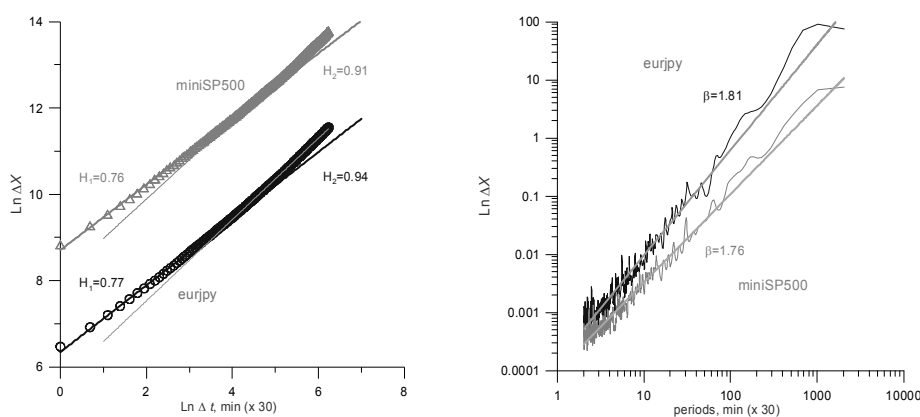 14
12
10
8
6
Ln ΔX
miniSP500
H2=0.91
H1=0.76
H2=0.94
H1=0.77
eurjpy
0 2 4 6 8
Ln Δ t, min (x 30)
100
10
1
0.1
0.01
0.001
0.0001
Ln ΔX
eurjpy
β=1.81
β=1.76
miniSP500
1 10 100 1000
periods, min (x 30)